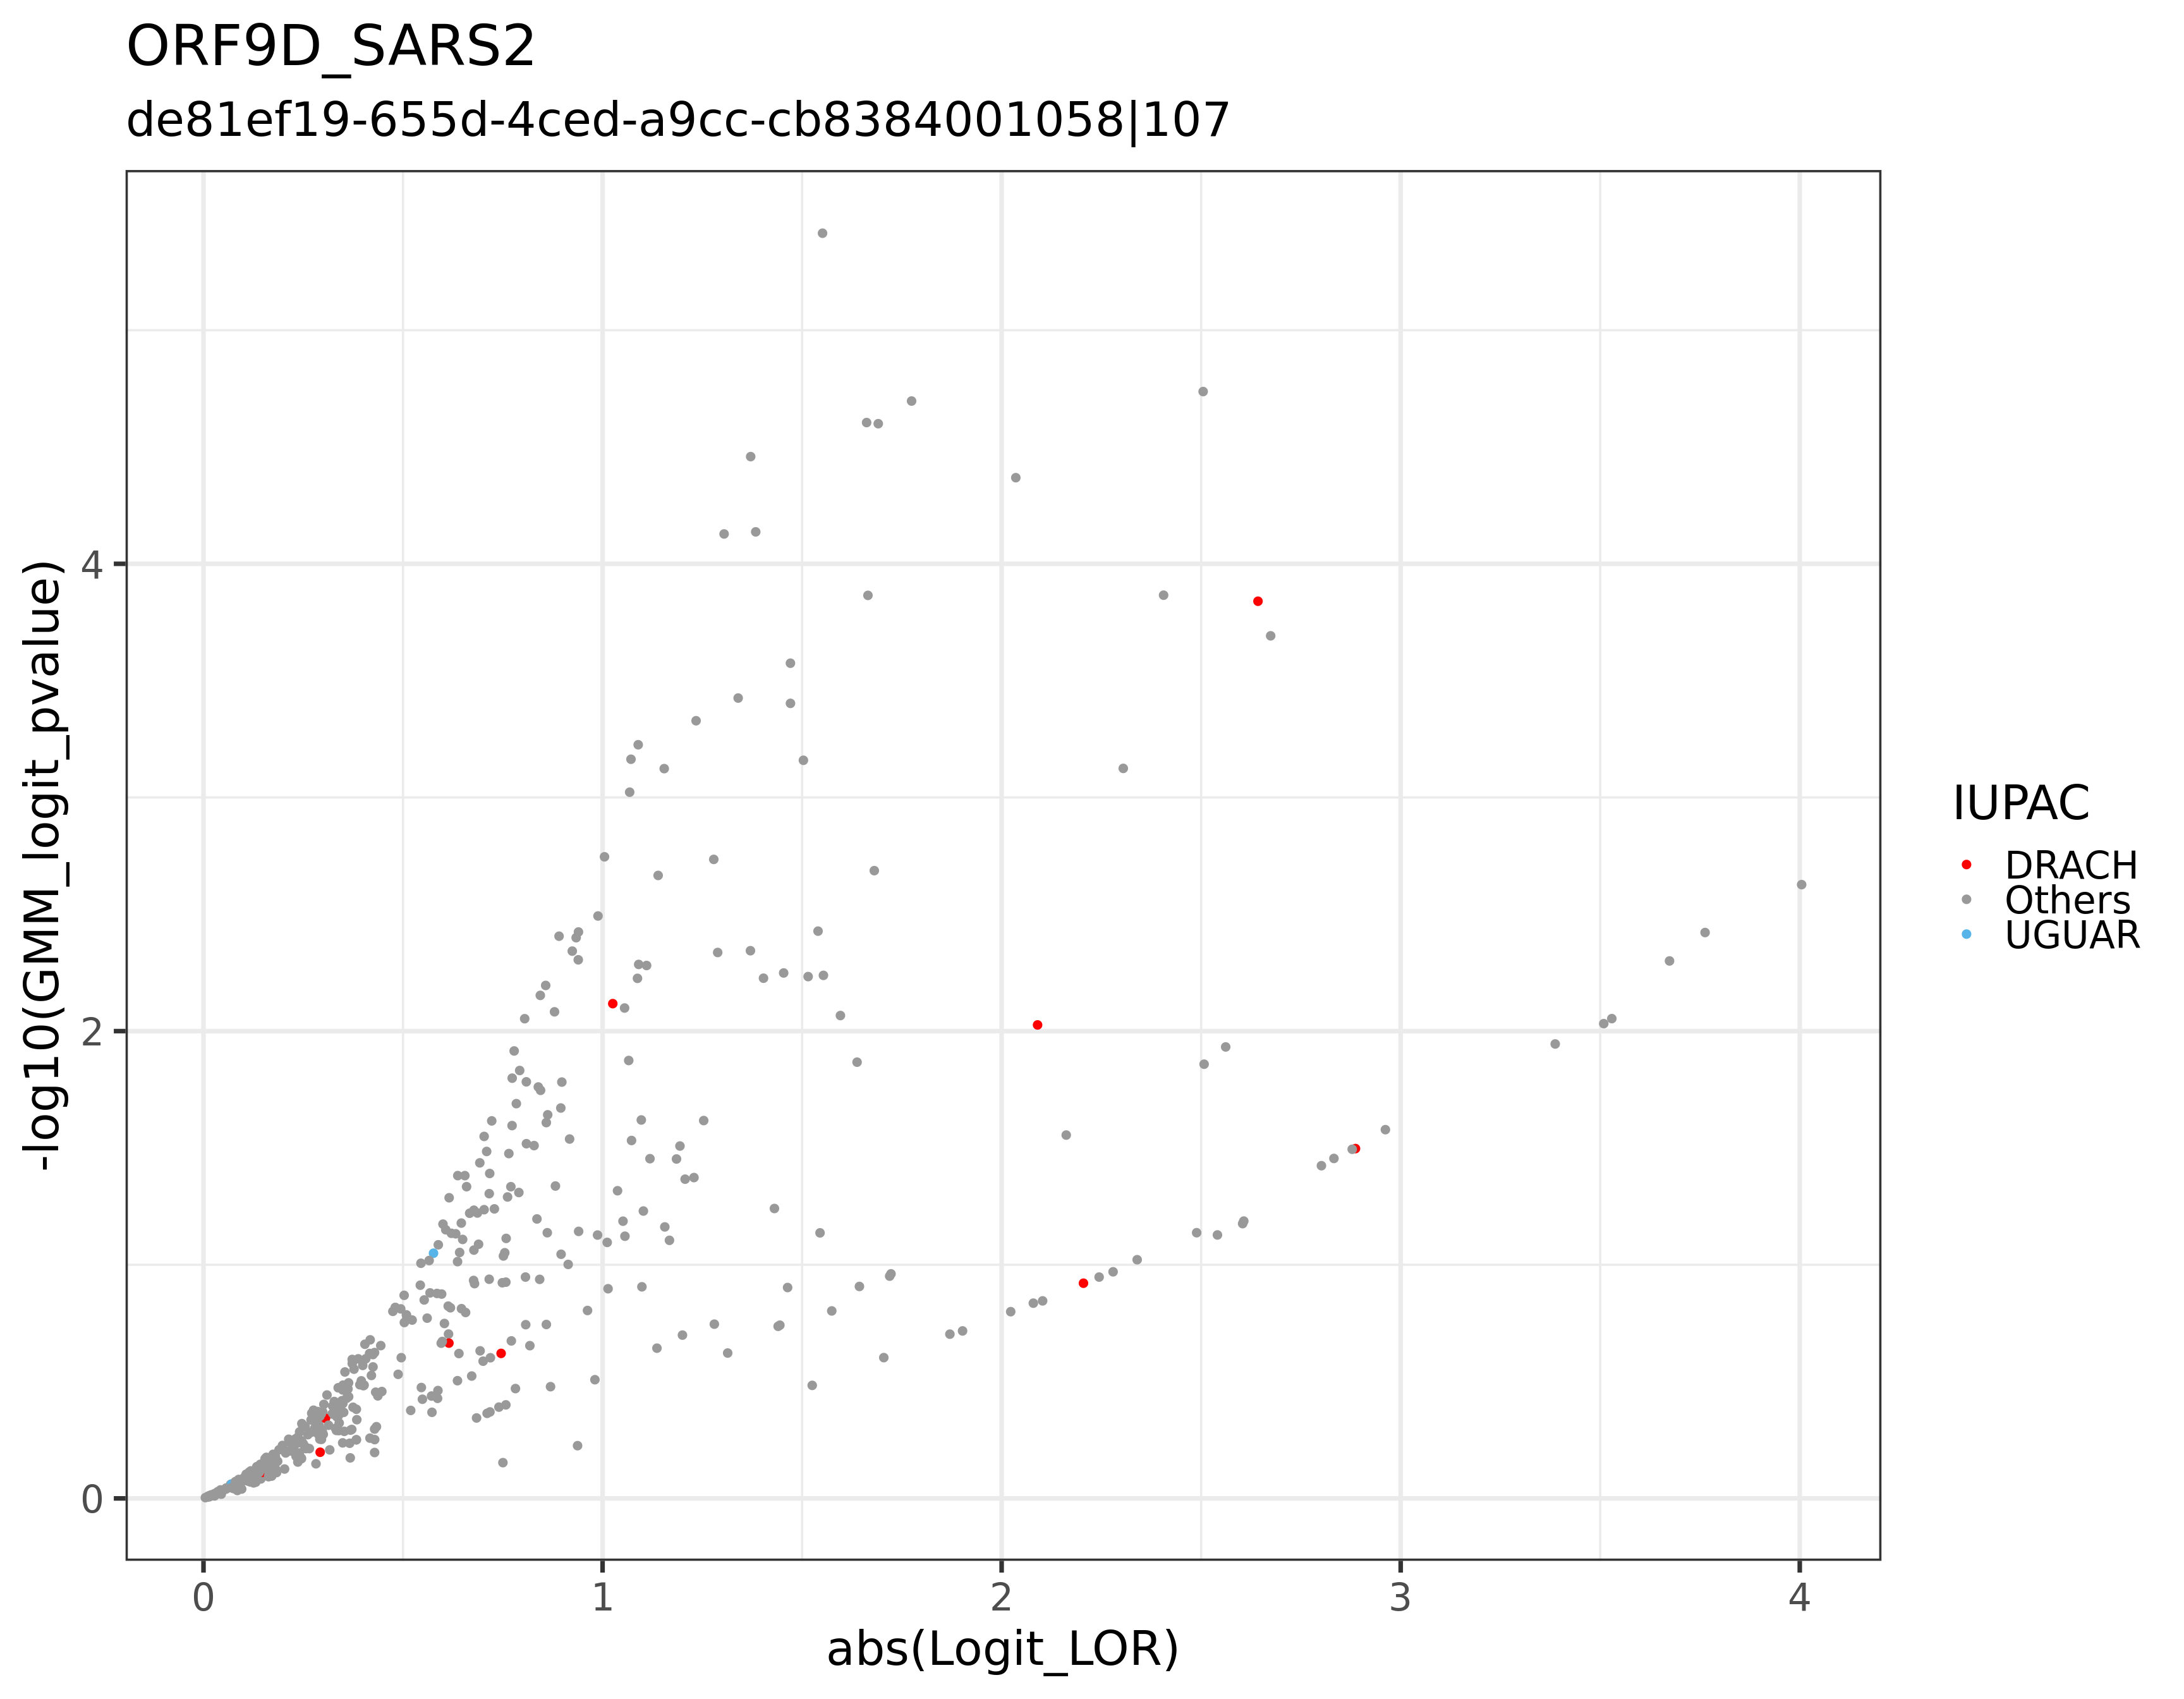 ORF9D_SARS2
de81ef19-655d-4ced-a9cc-cb8384001058|107
-log10(GMM_logit_pvalue)
4
2
0
0 1 2 3 4
abs(Logit_LOR)
IUPAC
DRACH
Others
UGUAR